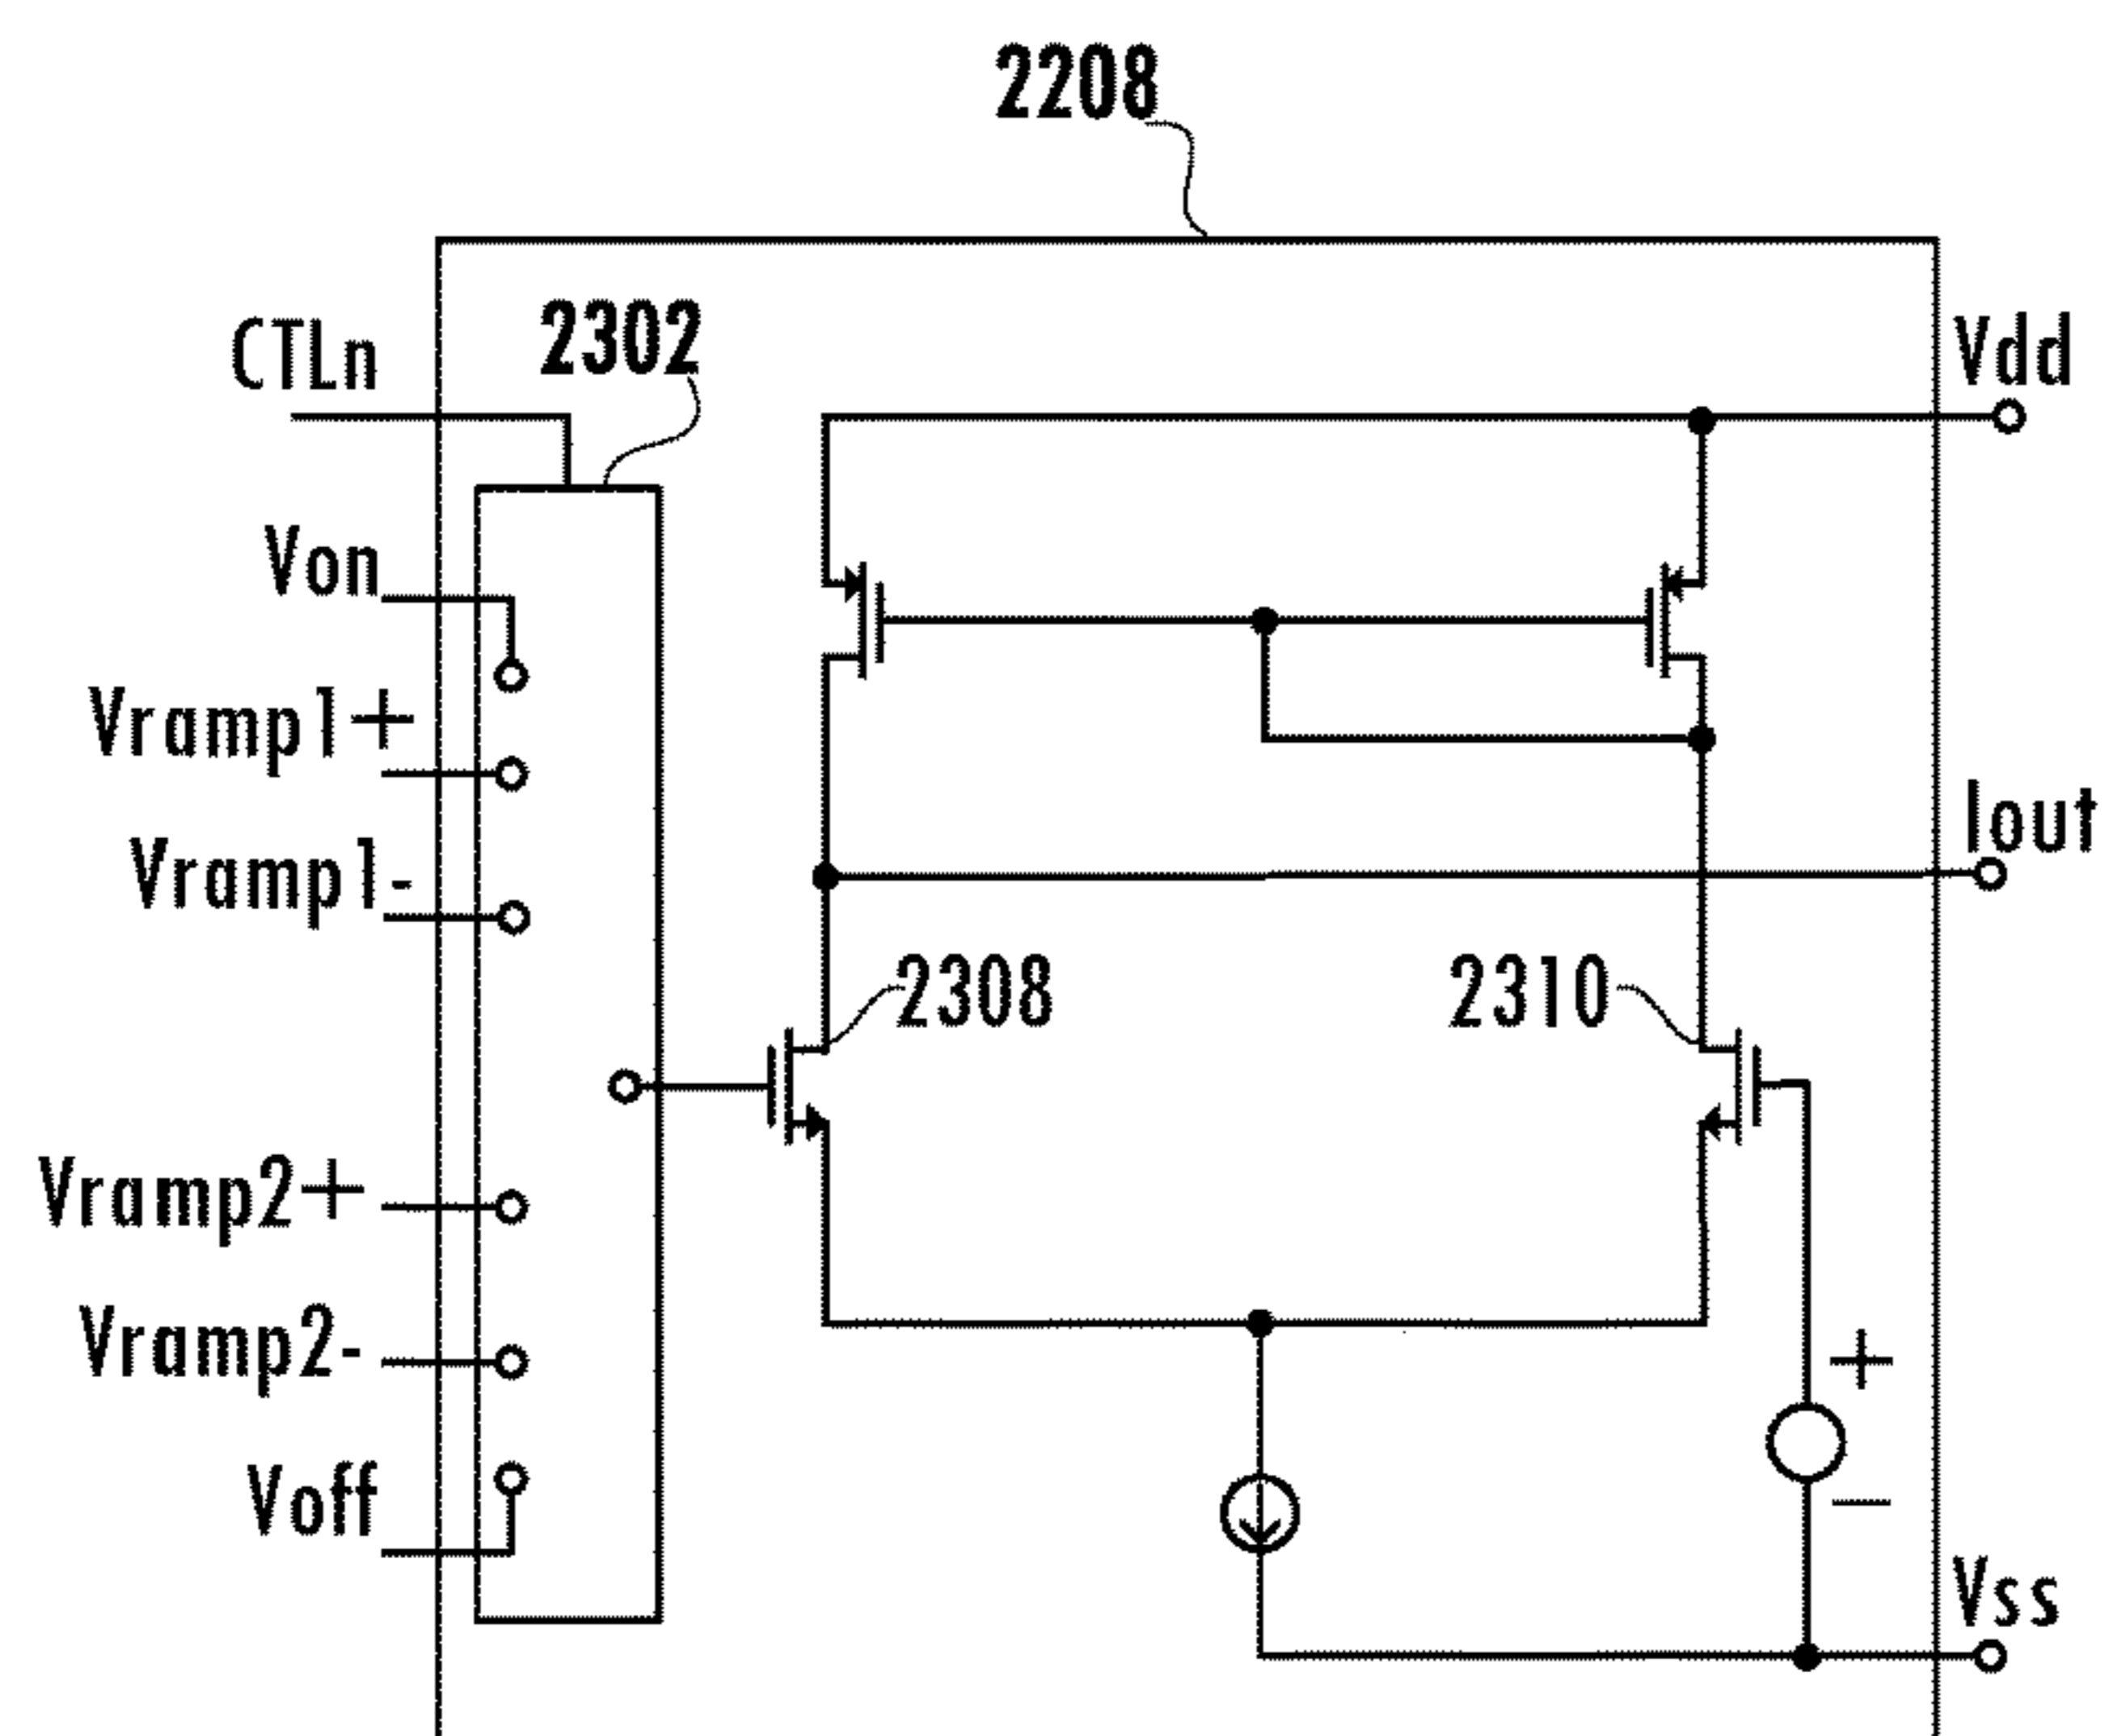 2208
CTLn
2302
Vdd
Von
Vramp1+
Vramp1-
Iout
2308
2310
Vramp2+
Vramp2-
+
Voff
−
Vss